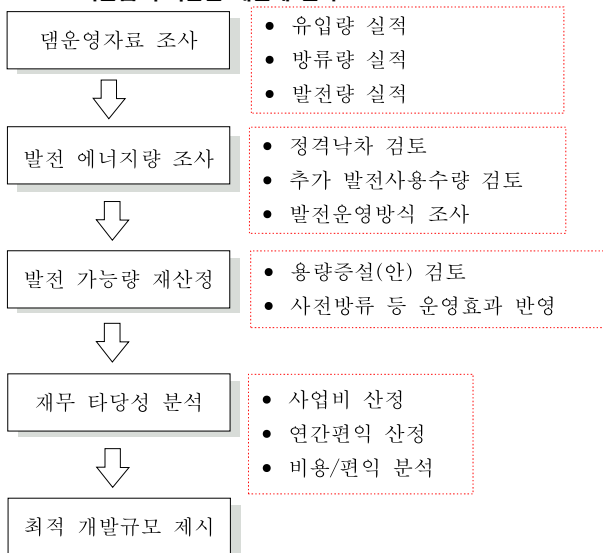 댐운영자료 조사
• 유입량 실적
• 방류량 실적
• 발전량 실적
발전 에너지량 조사
• 정격낙차 검토
• 추가 발전사용수량 검토
• 발전운영방식 조사
발전 가능량 재산정
• 용량증설(안) 검토
• 사전방류 등 운영효과 반영
재무 타당성 분석
• 사업비 산정
• 연간편익 산정
• 비용/편익 분석
최적 개발규모 제시